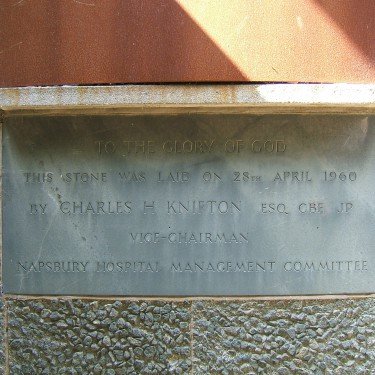 TO THE GLORY OF GOD
THIS STONE WAS LAID ON 28TH APRIL 1960
BY CHARLES H KNIFTON ESQ CBE JP
VICE-CHAIRMAN
NAPSBURY HOSPITAL MANAGEMENT COMMITTEE